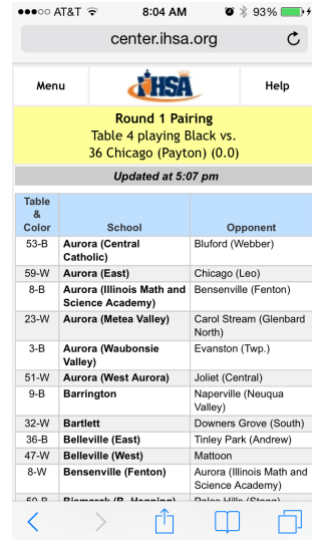 AT&T 8:04 AM 93%
center.ihsa.org
Menu IHSA Help
Round 1 Pairing
Table 4 playing Black vs.
36 Chicago (Payton) (0.0)
Updated at 5:07 pm
Table
&
Color School Opponent
53-B Aurora (Central Bluford (Webber)
Catholic)
59-W Aurora (East) Chicago (Leo)
8-B Aurora (Illinois Math and Bensenville (Fenton)
Science Academy)
23-W Aurora (Metea Valley) Carol Stream (Glenbard
North)
3-B Aurora (Waubonsie Evanston (Twp.)
Valley)
51-W Aurora (West Aurora) Joliet (Central)
9-B Barrington Naperville (Neuqua
Valley)
32-W Bartlett Downers Grove (South)
36-B Belleville (East) Tinley Park (Andrew)
47-W Belleville (West) Mattoon
8-W Bensenville (Fenton) Aurora (Illinois Math and
Science Academy)